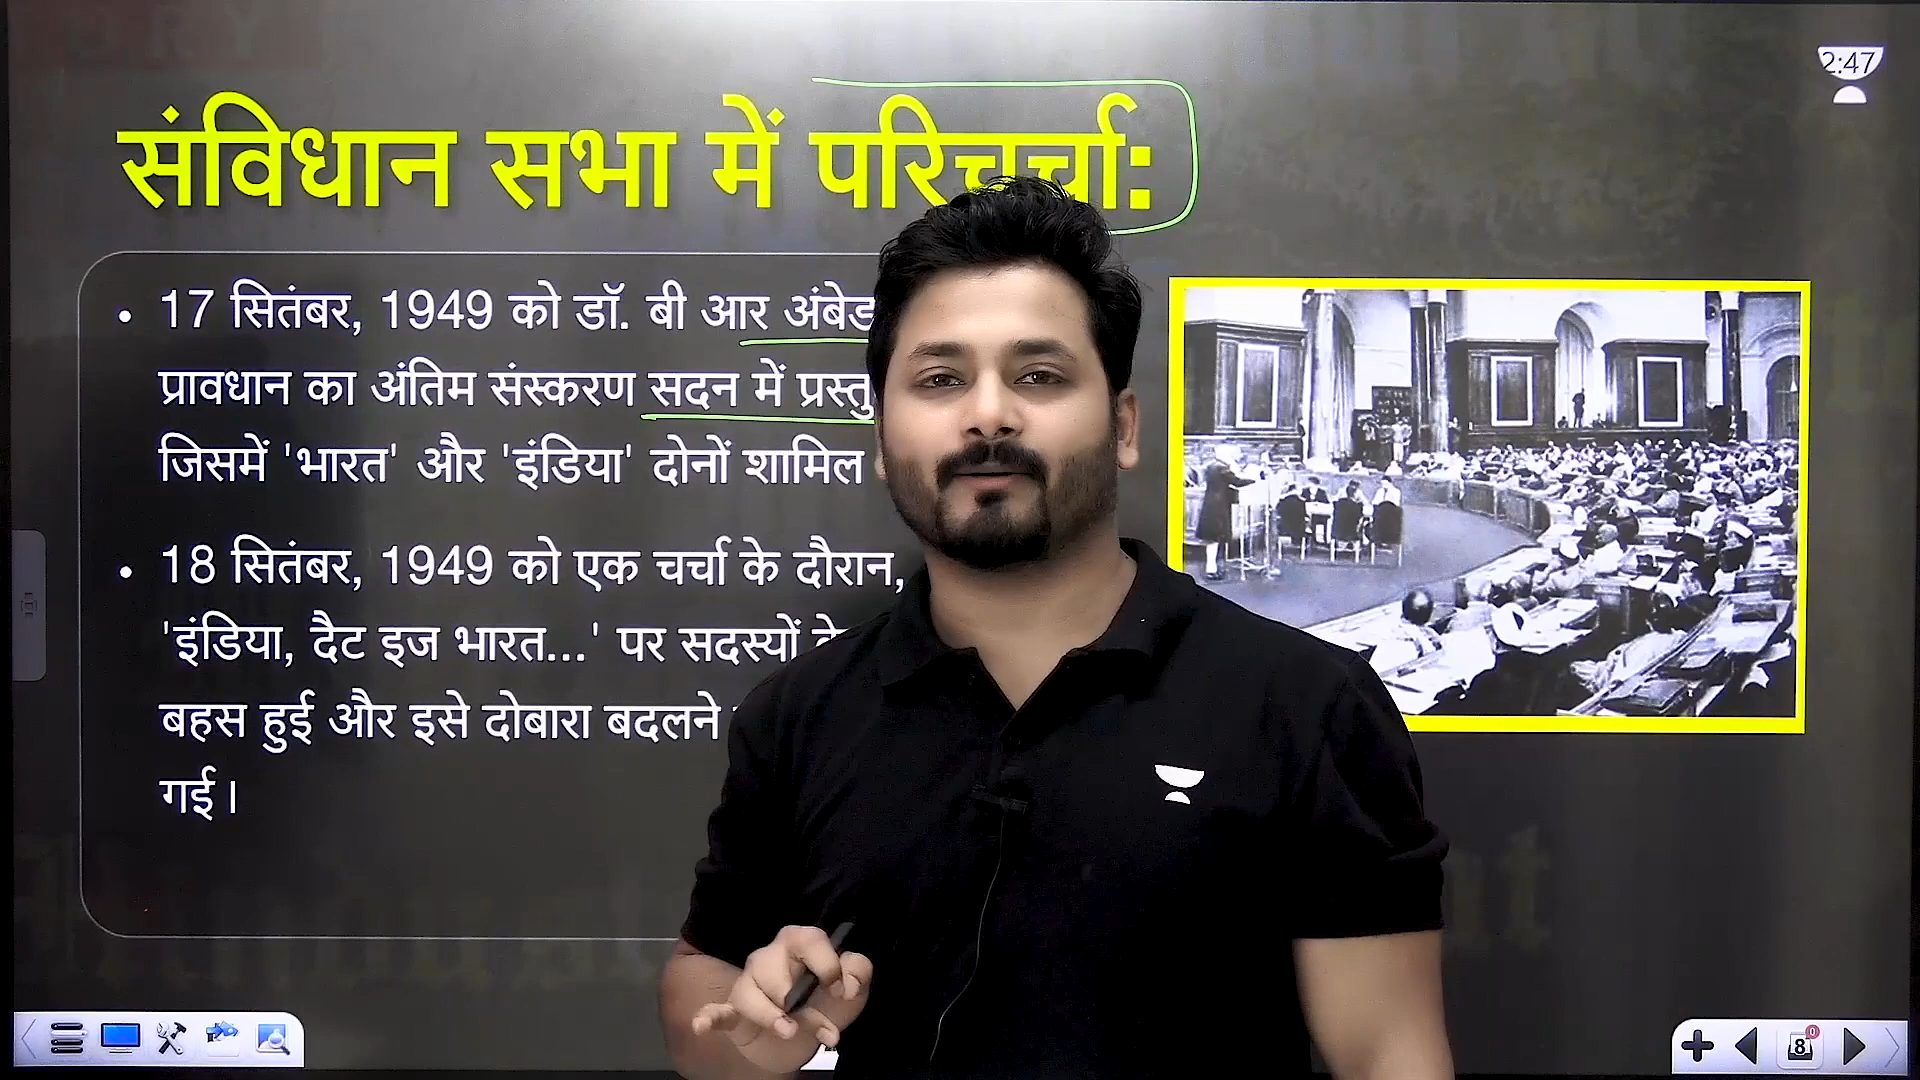 2:47
संविधान सभा में परिचर्चा:
• 17 सितंबर, 1949 को डॉ. बी आर
प्रावधान का अंतिम संस्करण सदन में
जिसमें 'भारत' और 'इंडिया' दोनों शामिल
• 18 सितंबर, 1949 को एक चर्चा के दौरान,
'इंडिया, दैट इज भारत...' पर सदस्यों
बहस हुई और इसे दोबारा बदलने
गई।
8
0